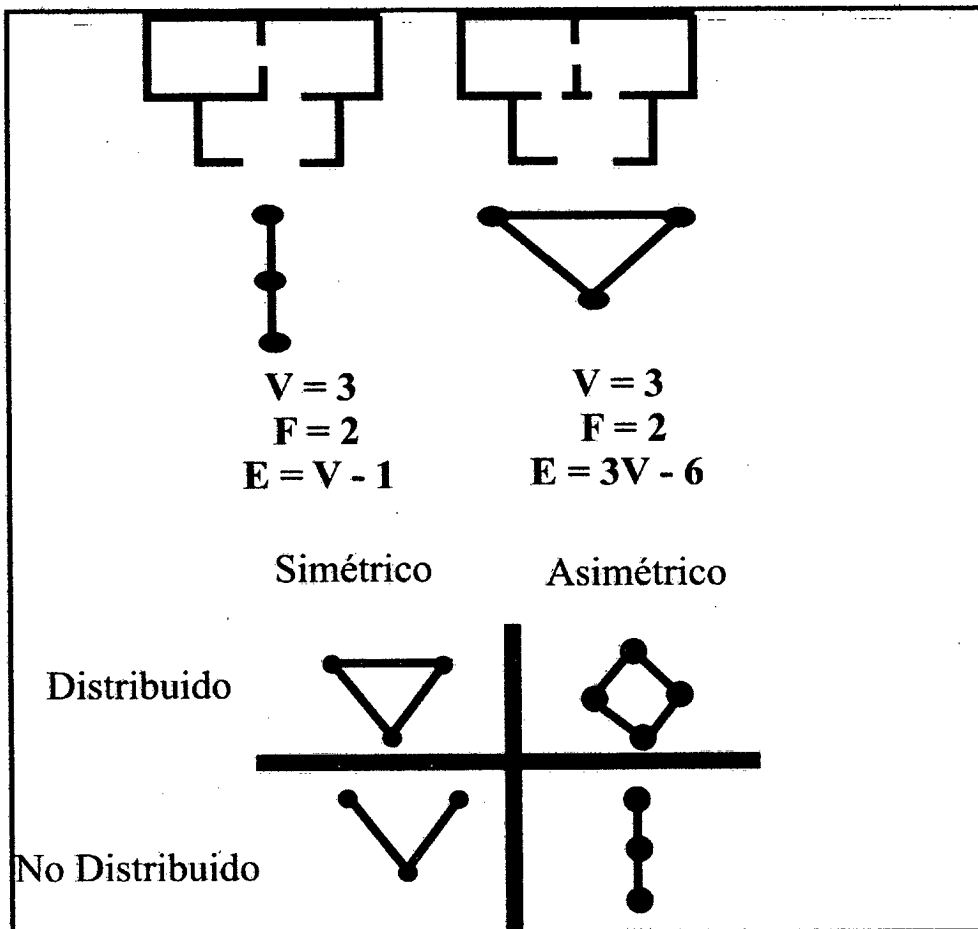 V = 3
F = 2
E = V - 1
V = 3
F = 2
E = 3V - 6
Simétrico Asimétrico
Distribuido
No Distribuido